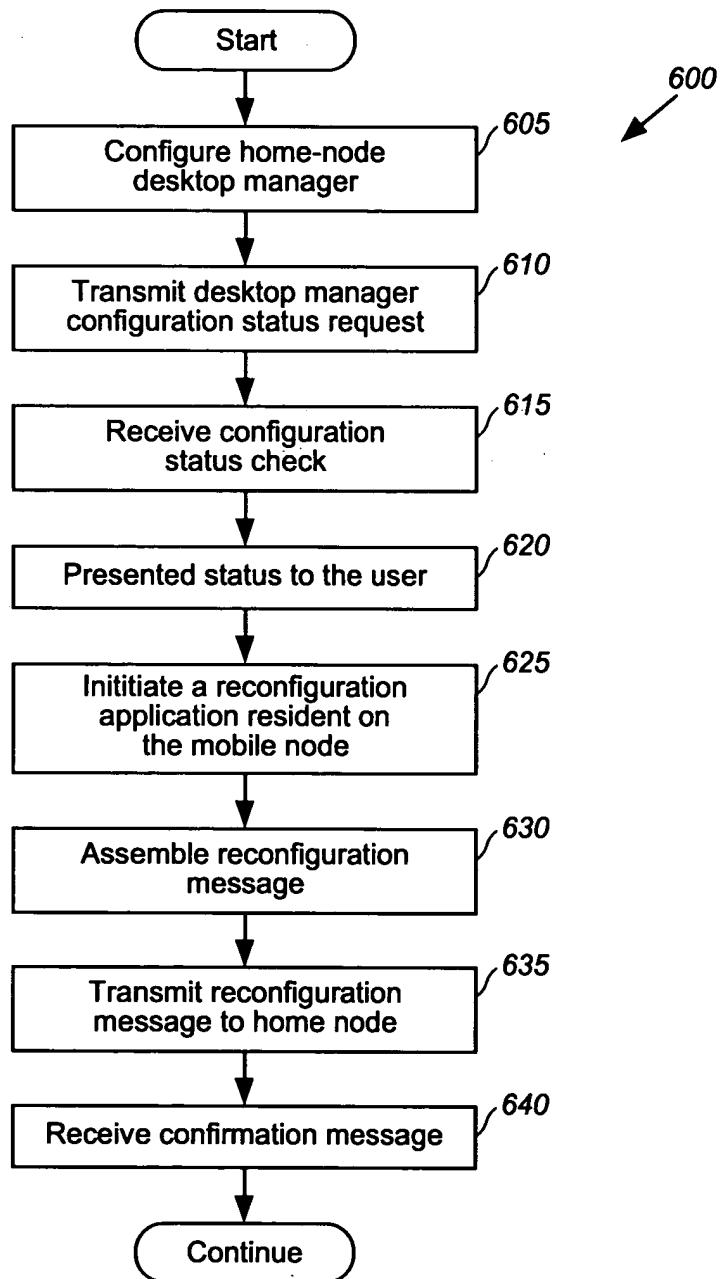 Start
600
605
Configure home-node
desktop manager
610
Transmit desktop manager
configuration status request
615
Receive configuration
status check
620
Presented status to the user
625
Inititiate a reconfiguration
application resident on
the mobile node
630
Assemble reconfiguration
message
635
Transmit reconfiguration
message to home node
640
Receive confirmation message
Continue